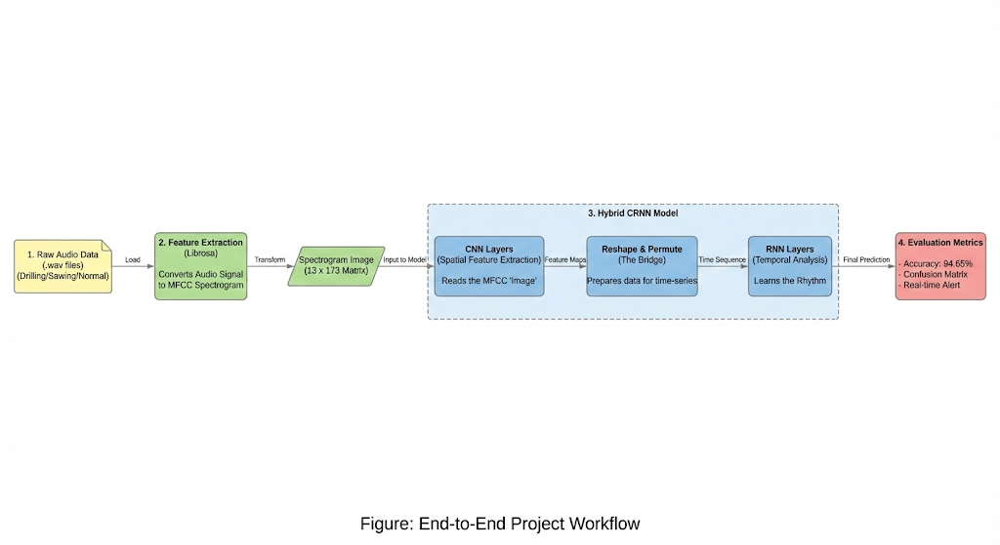 3. Hybrid CRNN Model
1. Raw Audio Data
(.wav files)
(Drilling/Sawing/Normal)
Load
2. Feature Extraction
(Librosa)
Converts Audio Signal
to MFCC Spectrogram
Transform
Spectrogram Image
(13 x 173 Matrix)
Input to Model
CNN Layers
(Spatial Feature Extraction)
Reads the MFCC 'Image'
Feature Maps
Reshape & Permute
(The Bridge)
Prepares data for time-series
Time Sequence
RNN Layers
(Temporal Analysis)
Learns the Rhythm
Final Prediction
4. Evaluation Metrics
- Accuracy: 94.65%
- Confusion Matrix
- Real-time Alert
Figure: End-to-End Project Workflow